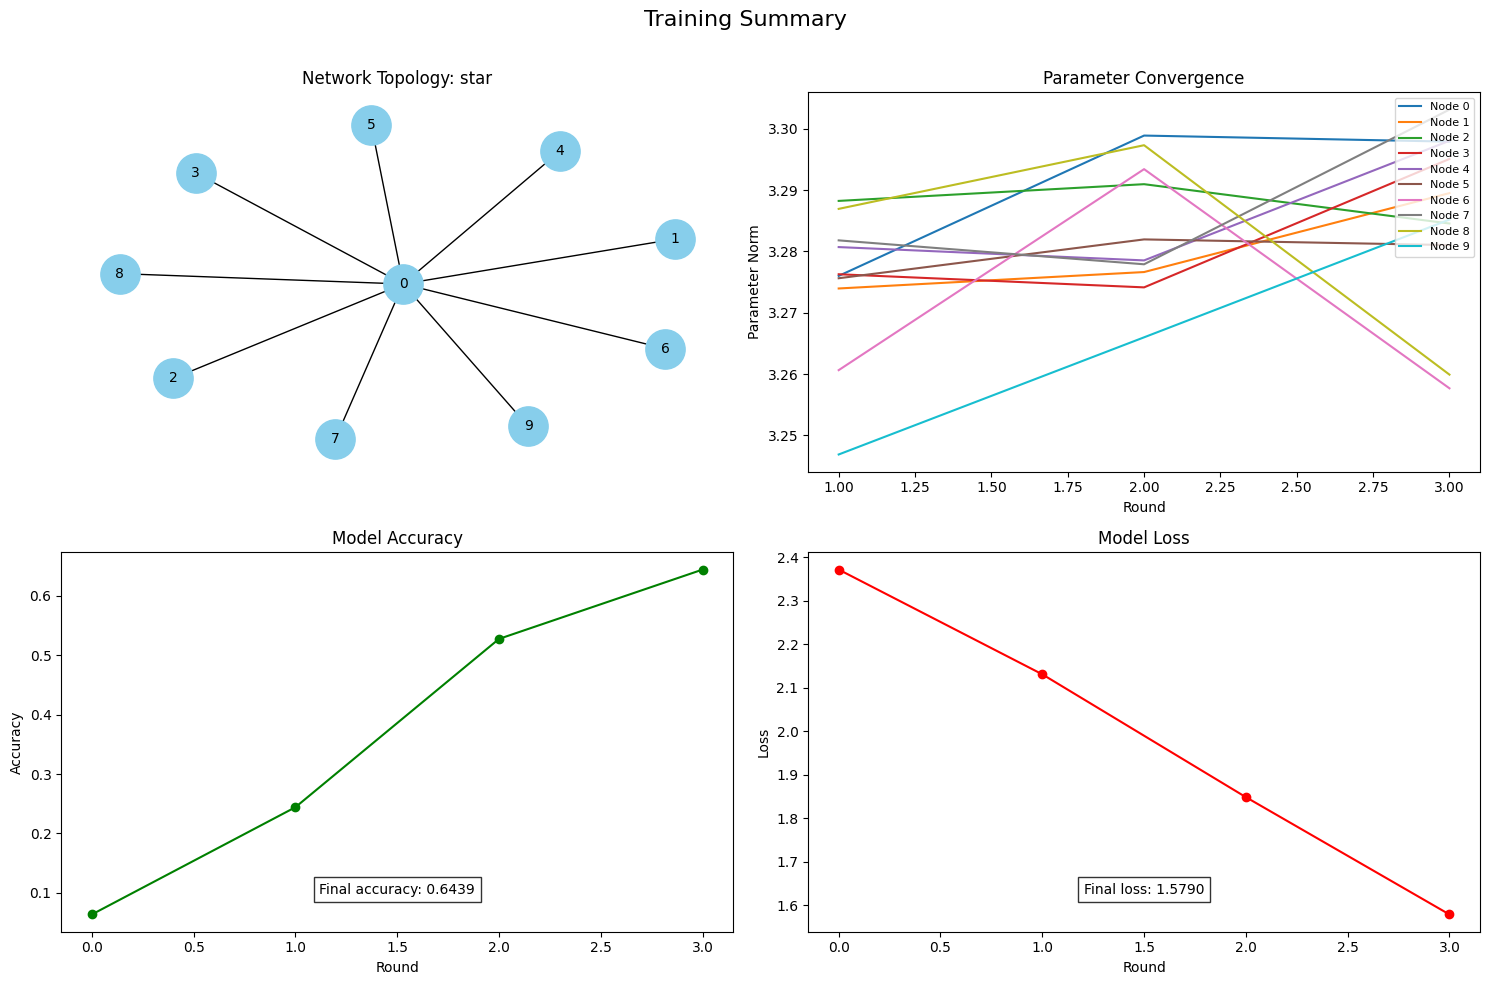 Training Summary
Network Topology: star
5
4
3
1
8
0
6
2
9
7
Parameter Convergence
Parameter Norm
3.30
3.29
3.28
3.27
3.26
3.25
Node 0
Node 1
Node 2
Node 3
Node 4
Node 5
Node 6
Node 7
Node 8
Node 9
1.00 1.25 1.50 1.75 2.00 2.25 2.50 2.75 3.00
Round
Model Accuracy
Accuracy
0.6
0.5
0.4
0.3
0.2
0.1
Final accuracy: 0.6439
0.0 0.5 1.0 1.5 2.0 2.5 3.0
Round
Model Loss
Loss
2.4
2.3
2.2
2.1
2.0
1.9
1.8
1.7
1.6
Final loss: 1.5790
0.0 0.5 1.0 1.5 2.0 2.5 3.0
Round